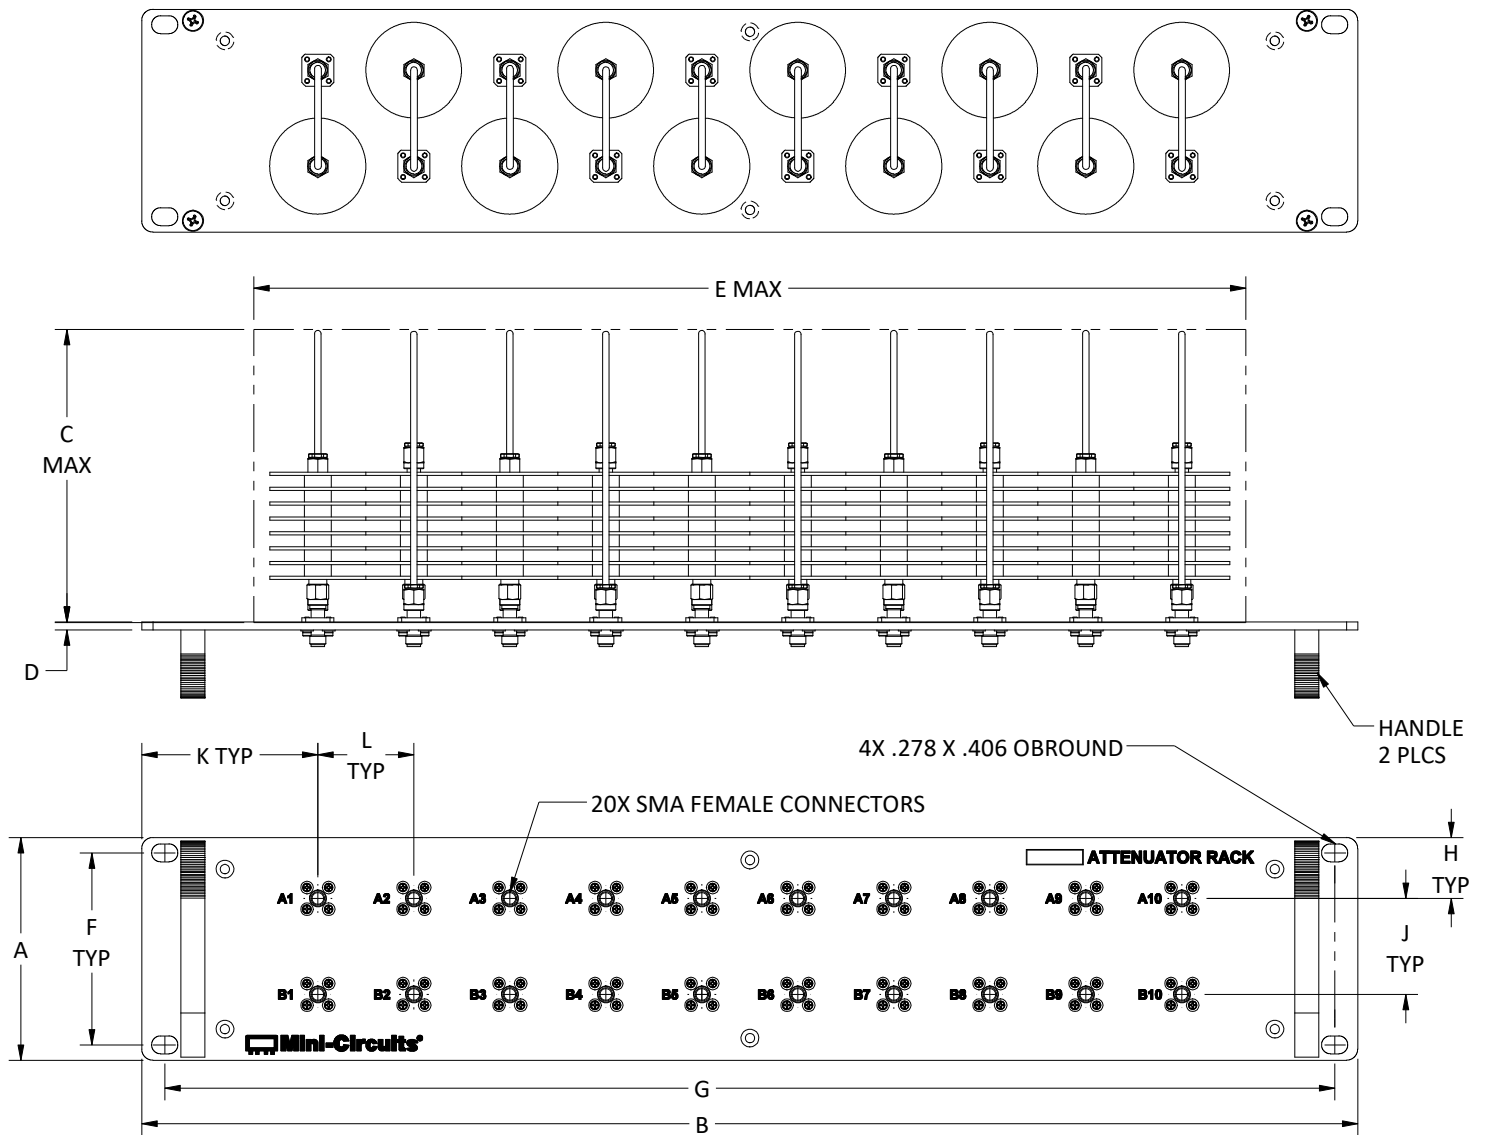 E MAX
C
MAX
D
HANDLE
2 PLCS
K TYP
L
TYP
4X .278 X .406 OBROUND
20X SMA FEMALE CONNECTORS
ATTENUATOR RACK
H
TYP
A1 A2 A3 A4 A5 A6 A7 A8 A9 A10
F
TYP
A
J
TYP
B1 B2 B3 B4 B5 B6 B7 B8 B9 B10
Mini-Circuits®
G
B